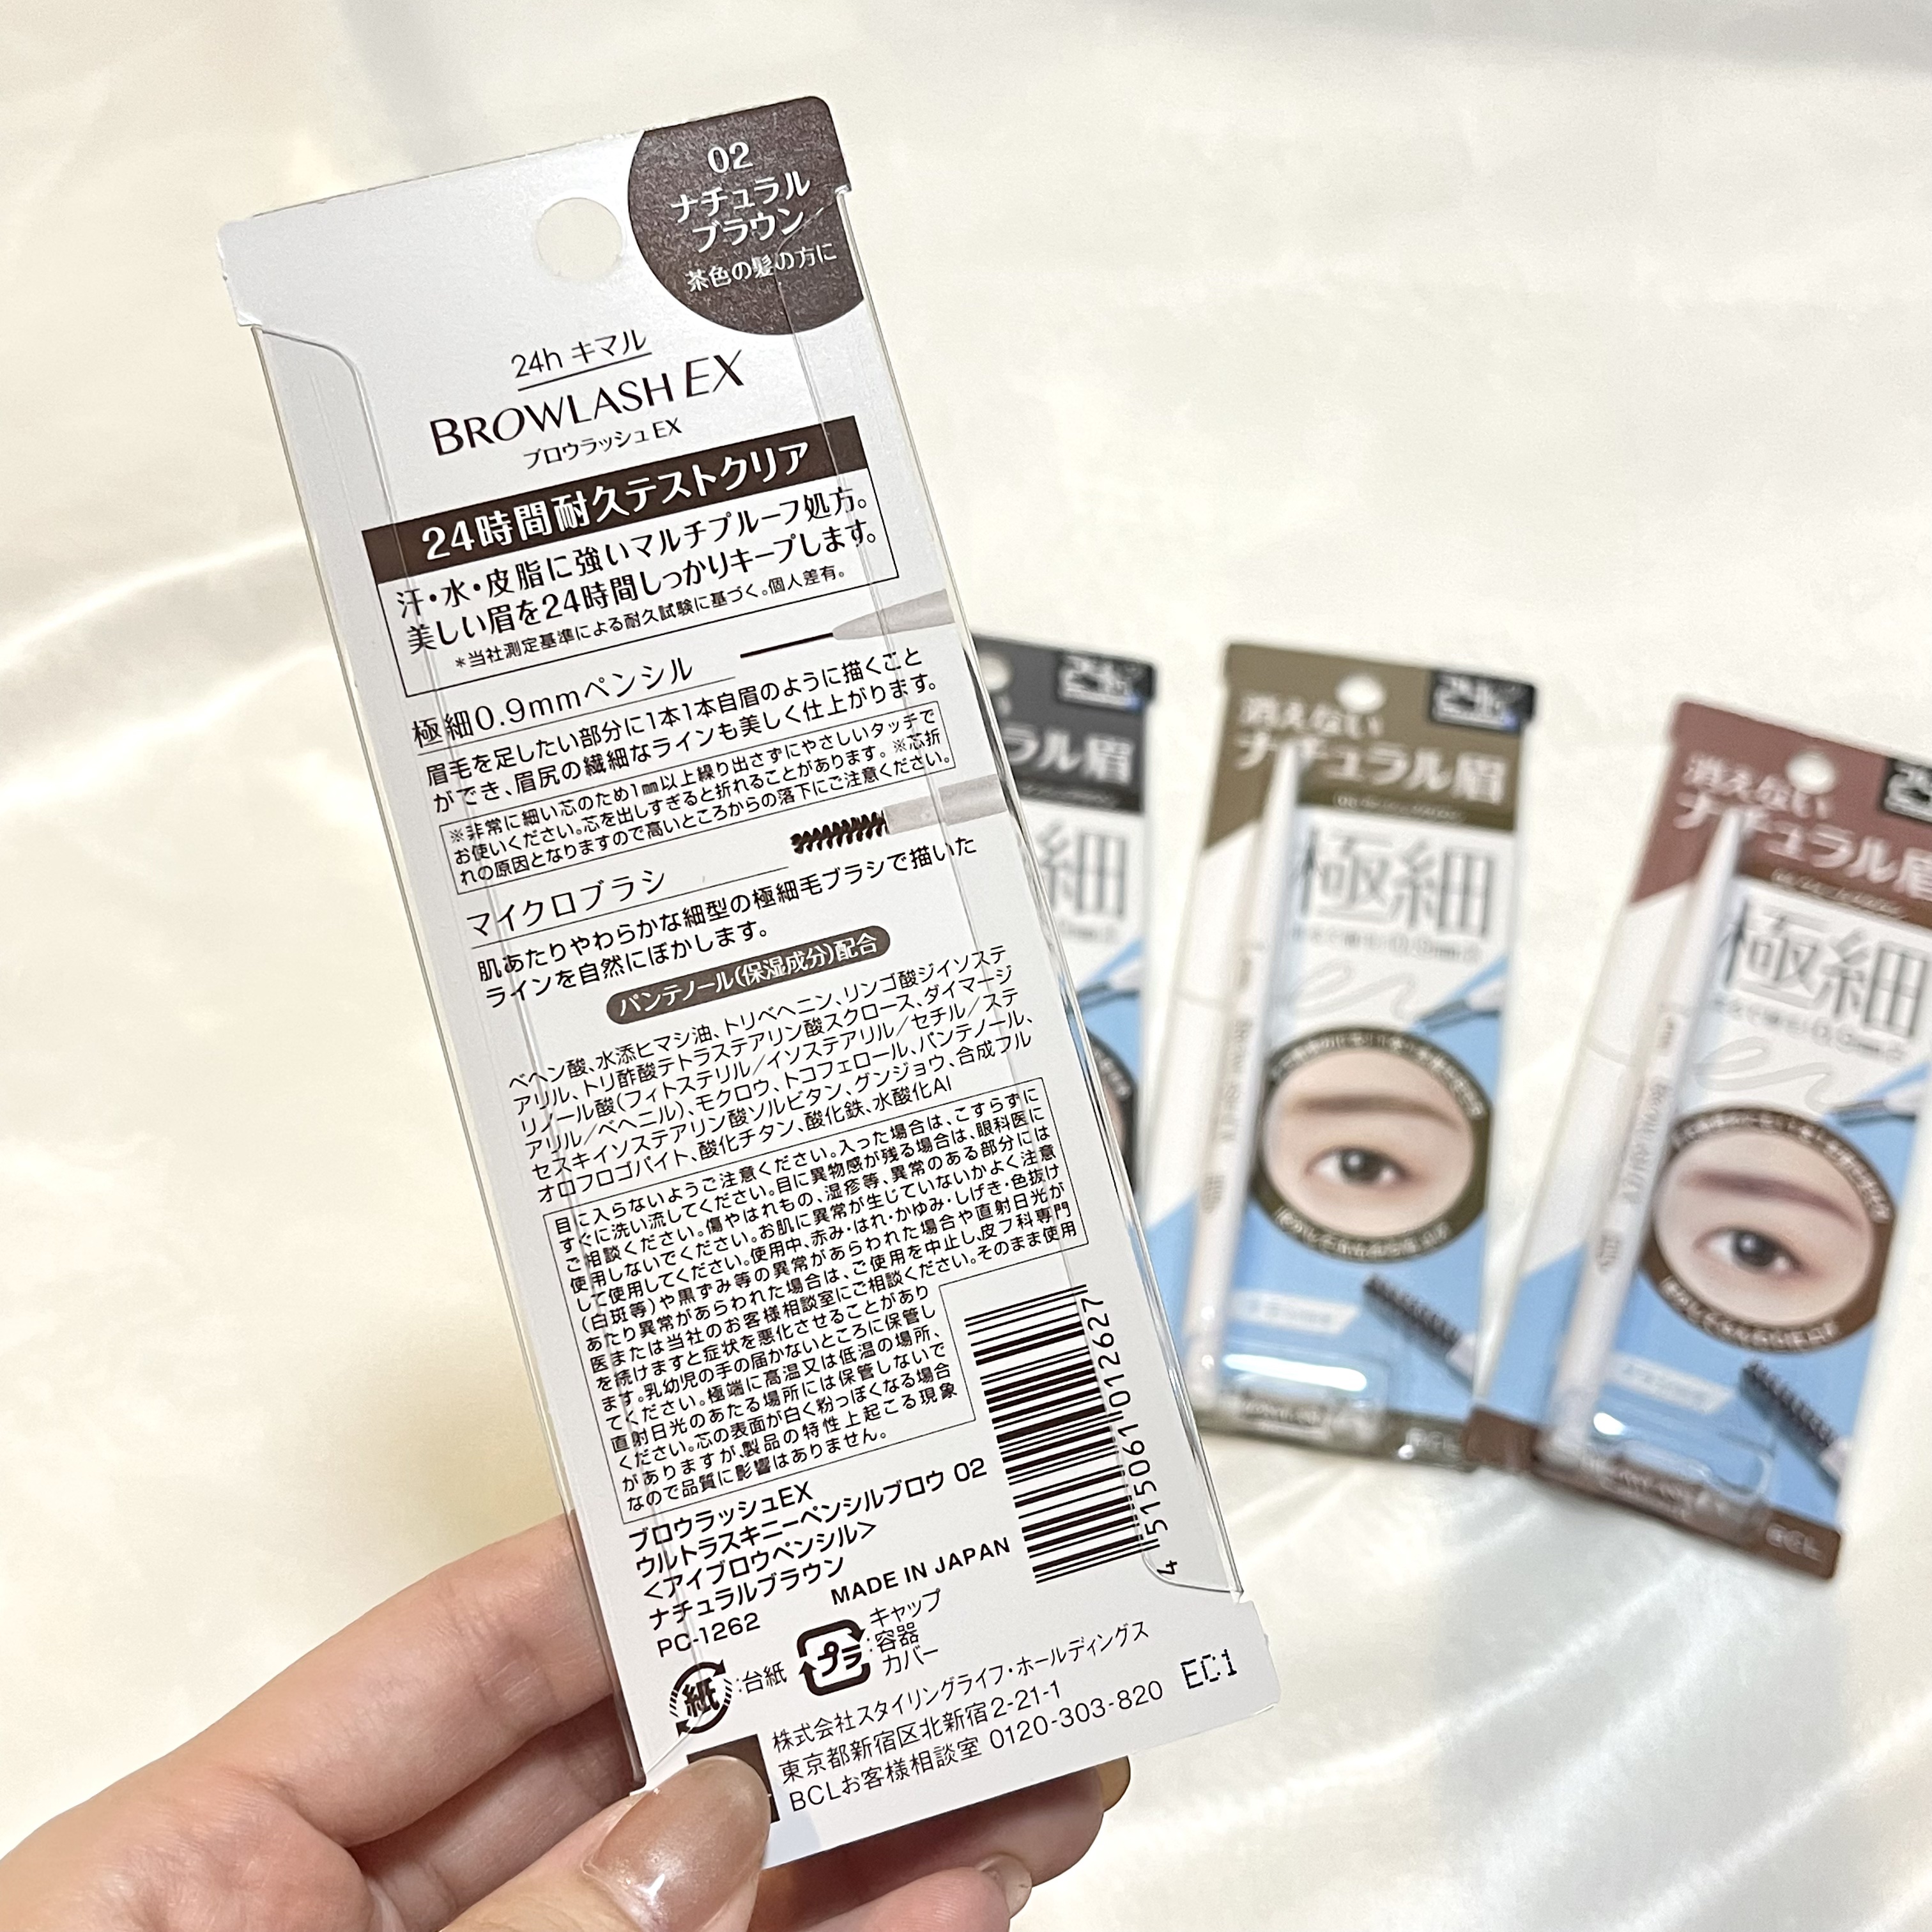 02
ナチュラル
ブラウン
茶色の髪の方に
24h キマル
BROWLASH EX
ブロウラッシュ EX
24時間耐久テストクリア
汗・水・皮脂に強いマルチプルーフ処方。
美しい眉を24時間しっかりキープします。
*当社測定基準による耐久試験に基づく。個人差有。
極細0.9mmペンシル
眉毛を足したい部分に1本1本自眉のように描くこと
ができ、眉尻の繊細なラインも美しく仕上がります。
※非常に細い芯のため1㎜以上繰り出さずにやさしいタッチで
お使いください。芯を出しすぎると折れることがあります。※芯折
れの原因となりますので高いところからの落下にご注意ください。
マイクロブラシ
肌あたりやわらかな細型の極細毛ブラシで描いた
ラインを自然にぼかします。
パンテノール(保湿成分)配合
ベヘン酸、水添ヒマシ油、トリベヘニン、リンゴ酸ジイソステ
アリル、トリ酢酸テトラステアリン酸スクロース、ダイマージ
リノール酸(フィトステリル/イソステアリル/セチル/ステ
アリル/ベヘニル)、モクロウ、トコフェロール、パンテノール、
セスキイソステアリン酸ソルビタン、グンジョウ、合成フル
オロフロゴパイト、酸化チタン、酸化鉄、水酸化Al
目に入らないようご注意ください。入った場合は、こすらずに
すぐに洗い流してください。目に異物感が残る場合は、眼科医に
ご相談ください。傷やはれもの、湿疹等、異常のある部分には
使用しないでください。お肌に異常が生じていないかよく注意
して使用してください。使用中、赤み・はれ・かゆみ・しげき・色抜け
(白斑等)や黒ずみ等の異常があらわれた場合や直射日光が
あたり異常があらわれた場合は、ご使用を中止し、皮フ科専門
医または当社のお客様相談室にご相談ください。そのまま使用
を続けますと症状を悪化させることがあり
ます。乳幼児の手の届かないところに保管し
てください。極端に高温又は低温の場所、
直射日光のあたる場所には保管しないで
ください。芯の表面が白く粉っぽくなる場合
がありますが、製品の特性上起こる現象
なので品質に影響はありません。
4 515061 012627
ブロウラッシュEX
ウルトラスキニーペンシルブロウ 02
<アイブロウペンシル>
ナチュラルブラウン
PC-1262
MADE IN JAPAN
紙
:台紙
プラ
キャップ
:容器
カバー
株式会社スタイリングライフ・ホールディングス
東京都新宿区北新宿2-21-1
BCLお客様相談室 0120-303-820
EC1
ラル眉
細
24h
消えない
ナチュラル眉
極細
消えない
ナチュラル眉
極細